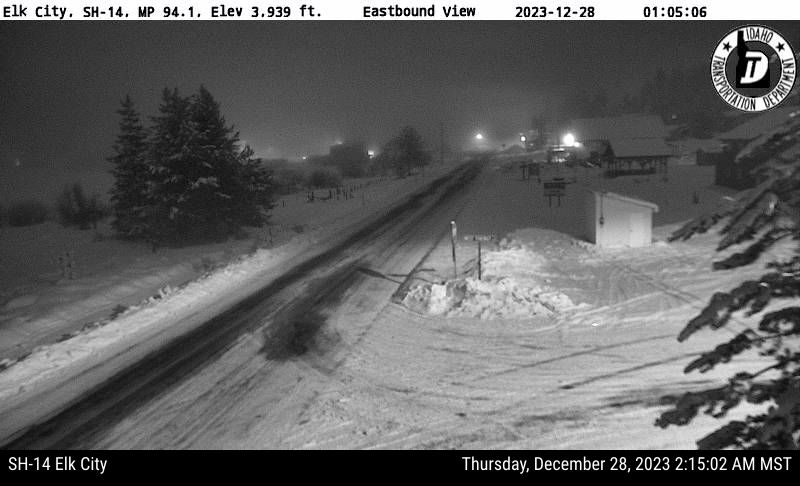 Elk City, SH-14, MP 94.1, Elev 3,939 ft. Eastbound View 2023-12-28 01:05:06
IDAHO
TRANSPORTATION DEPARTMENT
SH-14 Elk City Thursday, December 28, 2023 2:15:02 AM MST